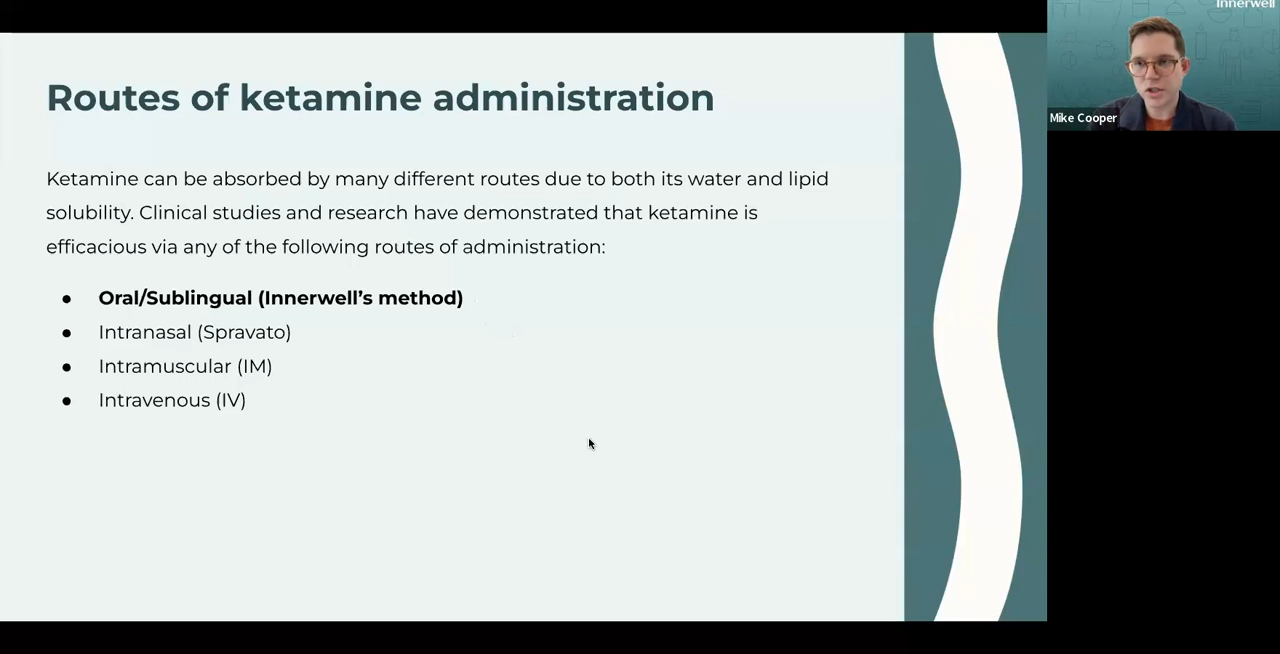 Innerwell
Mike Cooper
Routes of ketamine administration
Ketamine can be absorbed by many different routes due to both its water and lipid
solubility. Clinical studies and research have demonstrated that ketamine is
efficacious via any of the following routes of administration:
● Oral/Sublingual (Innerwell’s method)
● Intranasal (Spravato)
● Intramuscular (IM)
● Intravenous (IV)